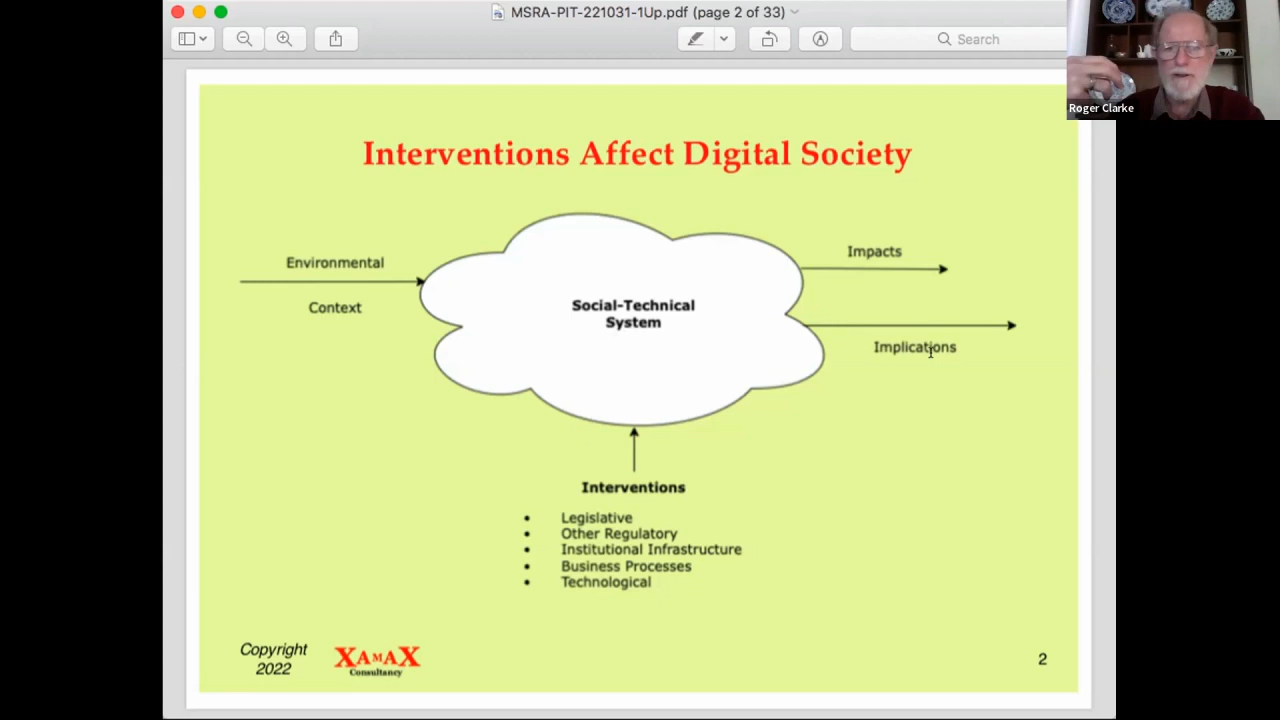 MSRA-PIT-221031-1Up.pdf (page 2 of 33)
Search
Roger Clarke
Interventions Affect Digital Society
Environmental
Context
Social-Technical
System
Impacts
Implications
Interventions
• Legislative
• Other Regulatory
• Institutional Infrastructure
• Business Processes
• Technological
Copyright
2022
XAMAX
Consultancy
2